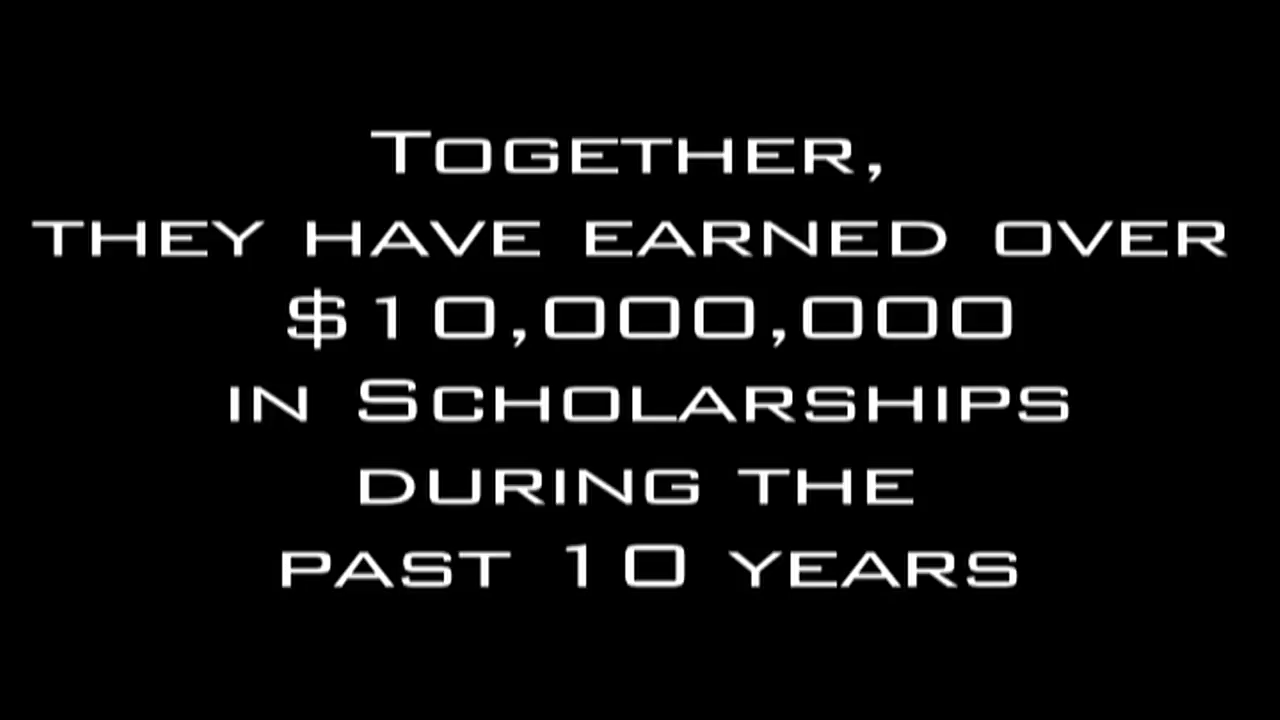 Together,
they have earned over
$10,000,000
in Scholarships
during the
past 10 years